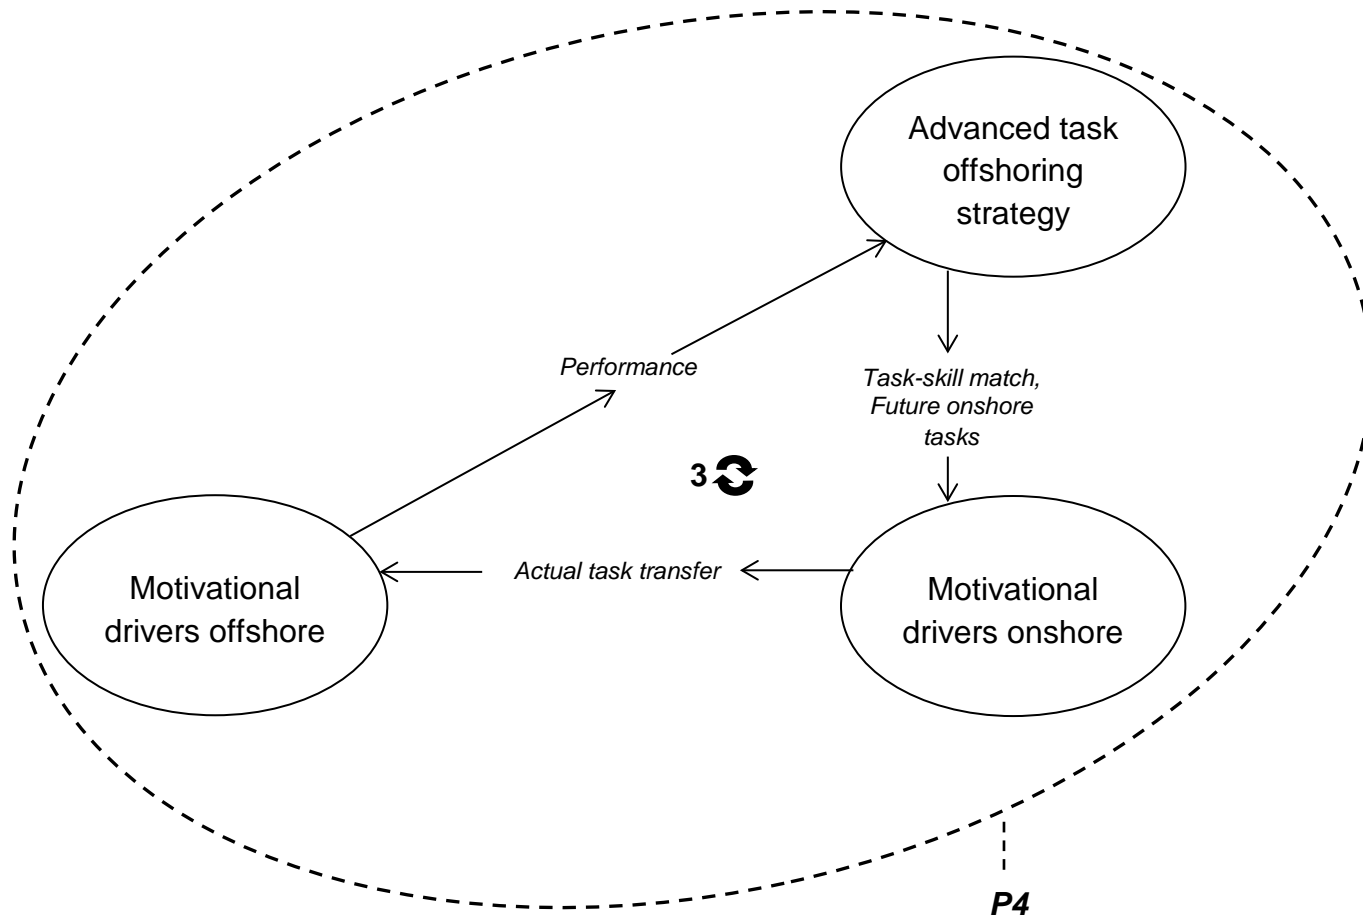 Advanced task
offshoring
strategy
Performance
Task-skill match,
Future onshore
tasks
3
Motivational
drivers offshore
Actual task transfer
Motivational
drivers onshore
P4